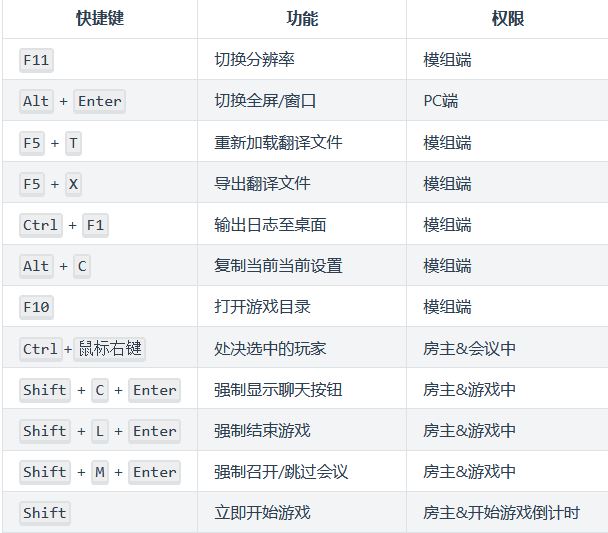 快捷键 功能 权限
F11 切换分辨率 模组端
Alt + Enter 切换全屏/窗口 PC端
F5 + T 重新加载翻译文件 模组端
F5 + X 导出翻译文件 模组端
Ctrl + F1 输出日志至桌面 模组端
Alt + C 复制当前当前设置 模组端
F10 打开游戏目录 模组端
Ctrl+鼠标右键 处决选中的玩家 房主&会议中
Shift + C + Enter 强制显示聊天按钮 房主&游戏中
Shift + L + Enter 强制结束游戏 房主&游戏中
Shift + M + Enter 强制召开/跳过会议 房主&游戏中
Shift 立即开始游戏 房主&开始游戏倒计时